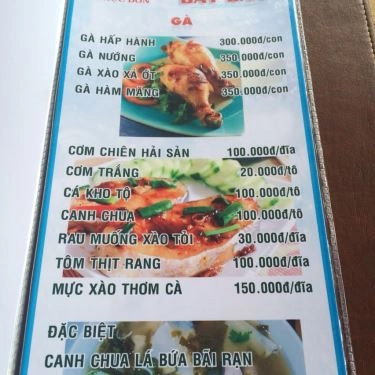 GÀ
GÀ HẤP HÀNH 300.000đ/con
GÀ NƯỚNG 350.000đ/con
GÀ XÀO XẢ ỚT 350.000đ/con
GÀ HẦM MĂNG 350.000đ/con
CƠM CHIÊN HẢI SẢN 100.000đ/đĩa
CƠM TRẮNG 20.000đ/tô
CÁ KHO TỘ 100.000đ/tô
CANH CHUA 100.000đ/tô
RAU MUỐNG XÀO TỎI 30.000đ/đĩa
TÔM THỊT RANG 100.000đ/đĩa
MỰC XÀO THƠM CÀ 150.000đ/đĩa
ĐẶC BIỆT
CANH CHUA LÁ BỨA BÃI RẠN